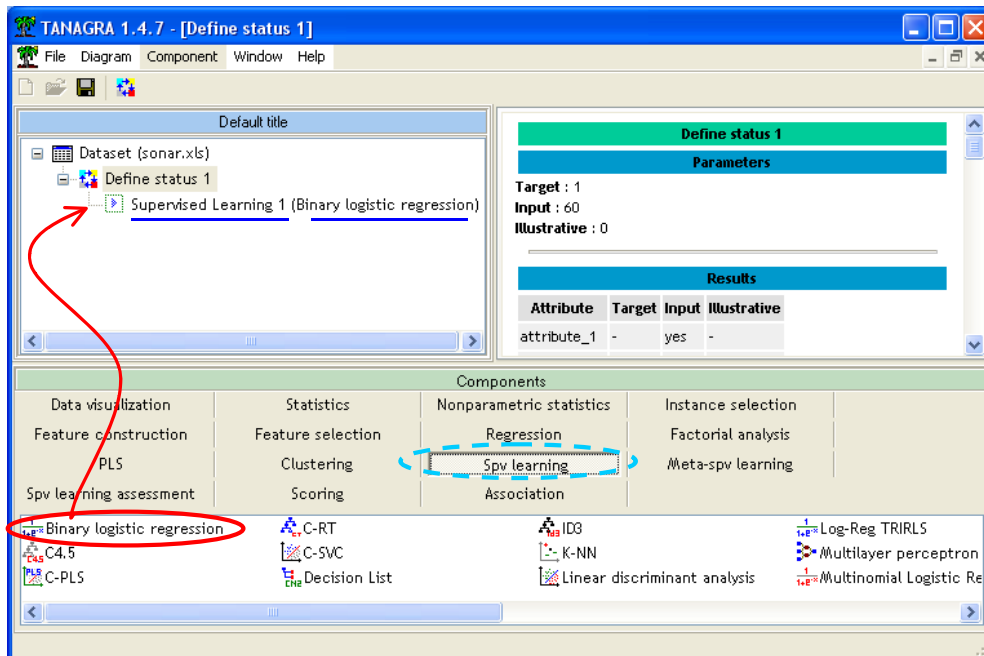 TANAGRA 1.4.7 - [Define status 1]
File Diagram Component Window Help
Default title
Dataset (sonar.xls)
Define status 1
Supervised Learning 1 (Binary logistic regression)
Define status 1
Parameters
Target : 1
Input : 60
Illustrative : 0
Results
Attribute Target Input Illustrative
attribute_1 - yes -
Components
Data visualization Statistics Nonparametric statistics Instance selection
Feature construction Feature selection Regression Factorial analysis
PLS Clustering Spv learning Meta-spv learning
Spv learning assessment Scoring Association
Binary logistic regression C-RT ID3 Log-Reg TRIRLS
C4.5 C-SVC K-NN Multilayer perceptron
C-PLS Decision List Linear discriminant analysis Multinomial Logistic Re